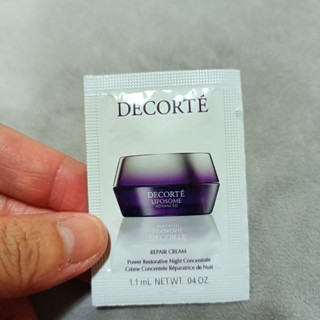 DECORTÉ
DECORTÉ
LIPOSOME
ADVANCED
REPAIR CREAM
Power Restorative Night Concentrate
Crème Concentrée Réparatrice de Nuit
1.1 mL NET WT. .04 OZ.